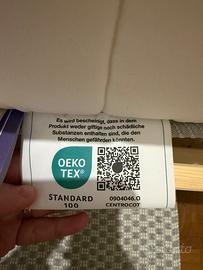 Es wird bescheinigt, dass in dem
Produkt weder giftige noch schädliche
Substanzen enthalten sind, die den
Menschen gefährden könnten.
OEKO
TEX®
STANDARD
100
0904046.O
CENTROCOT